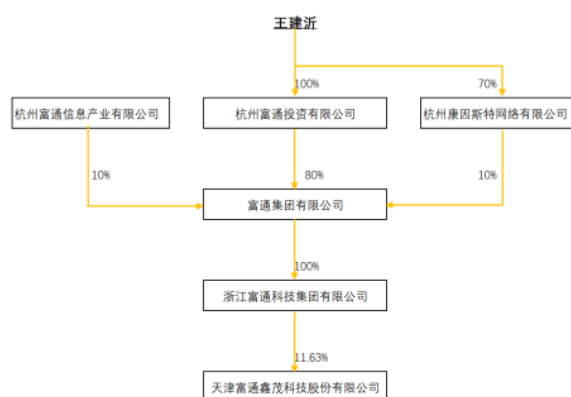 王建沂
100%
70%
杭州富通信息产业有限公司
杭州富通投资有限公司
杭州康因斯特网络有限公司
10%
80%
10%
富通集团有限公司
100%
浙江富通科技集团有限公司
11.63%
天津富通鑫茂科技股份有限公司